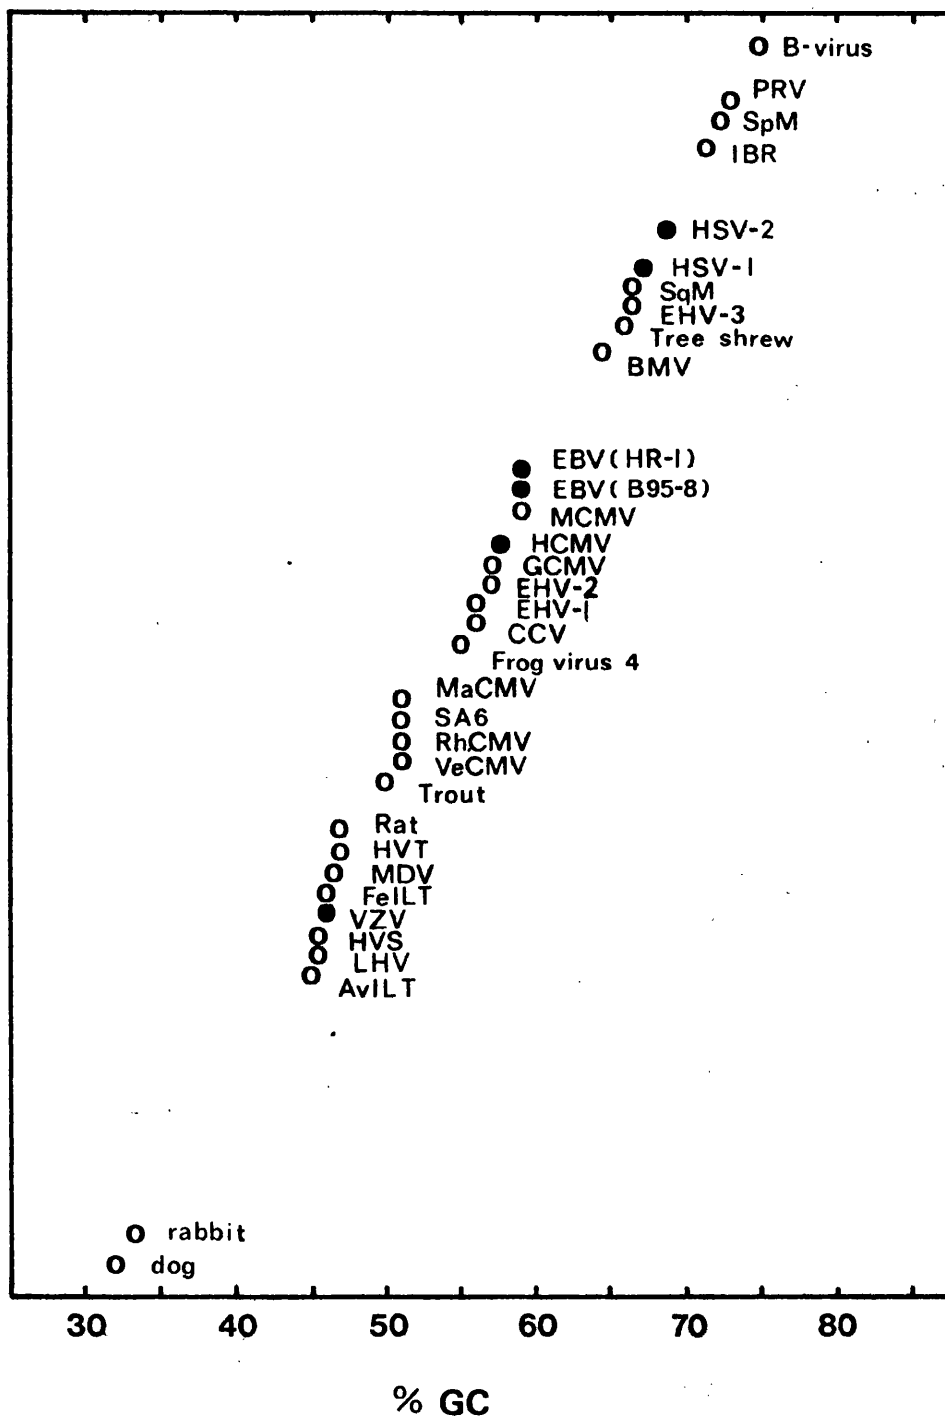 B-virus
PRV
SpM
IBR
HSV-2
HSV-1
SqM
EHV-3
Tree shrew
BMV
EBV(HR-1)
EBV(B95-8)
MCMV
HCMV
GCMV
EHV-2
EHV-1
CCV
Frog virus 4
MaCMV
SA6
RhCMV
VeCMV
Trout
Rat
HVT
MDV
FeILT
VZV
HVS
LHV
AvILT
rabbit
dog
30 40 50 60 70 80
% GC